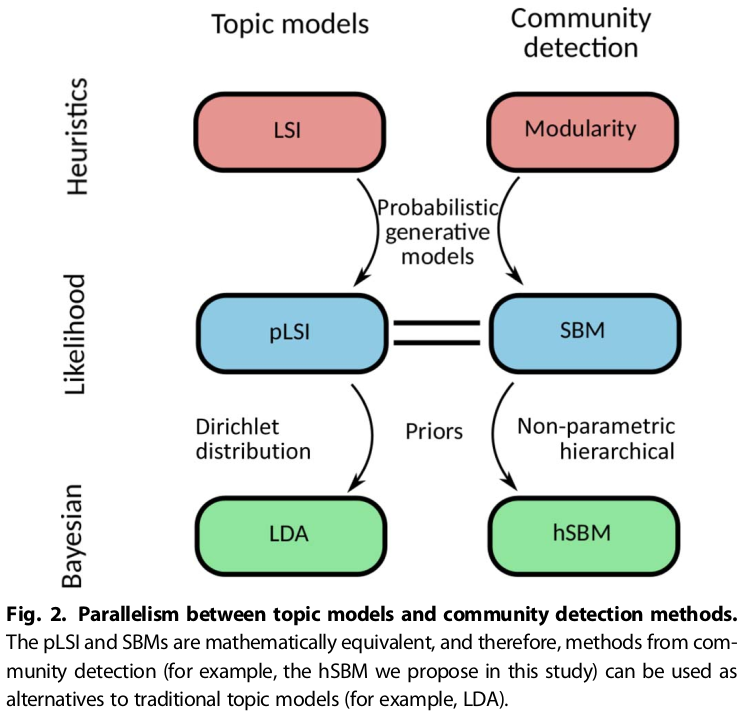 Topic models
Community
detection
Heuristics
LSI
Modularity
Probabilistic
generative
models
Likelihood
pLSI
SBM
Dirichlet
distribution
Priors
Non-parametric
hierarchical
Bayesian
LDA
hSBM
Fig. 2. Parallelism between topic models and community detection methods.
The pLSI and SBMs are mathematically equivalent, and therefore, methods from com-
munity detection (for example, the hSBM we propose in this study) can be used as
alternatives to traditional topic models (for example, LDA).